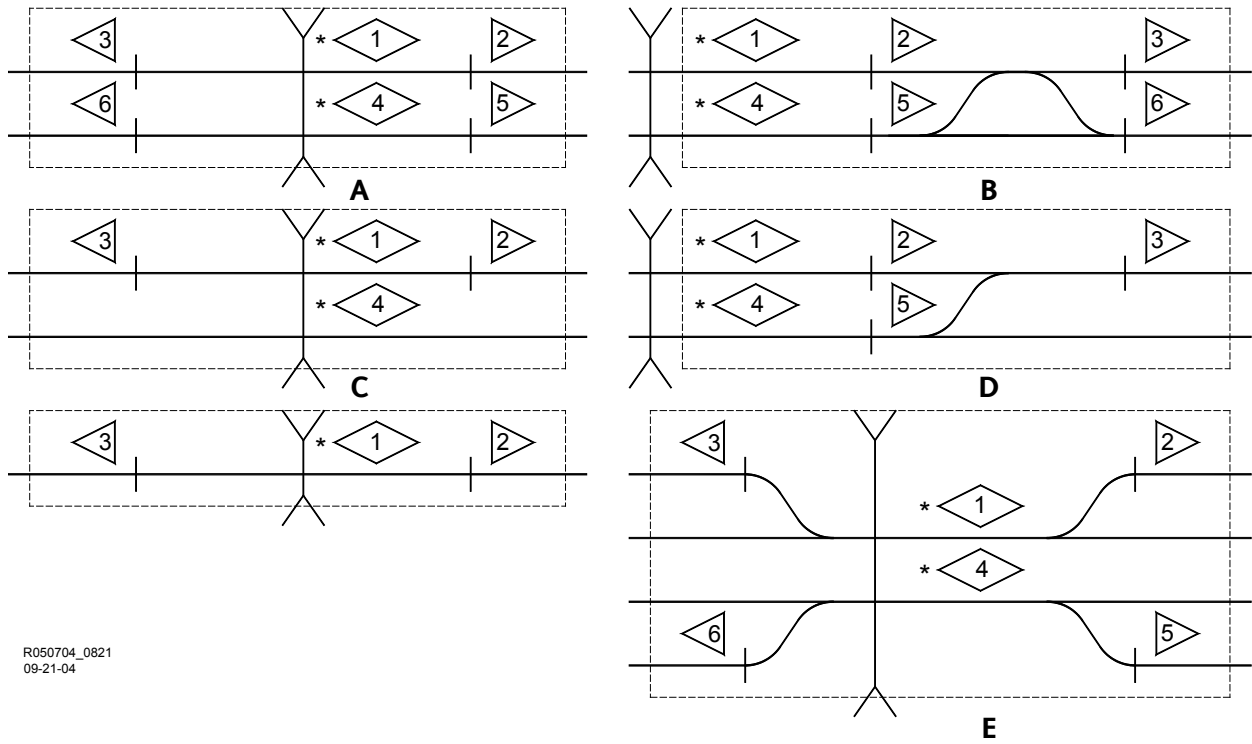 3 * 1 2
6 * 4 5
A
* 1 2 3
* 4 5 6
B
3 * 1 2
* 4
C
* 1 2 3
* 4 5
D
3 * 1 2
3 2
* 1
* 4
6 5
E
R050704_0821
09-21-04